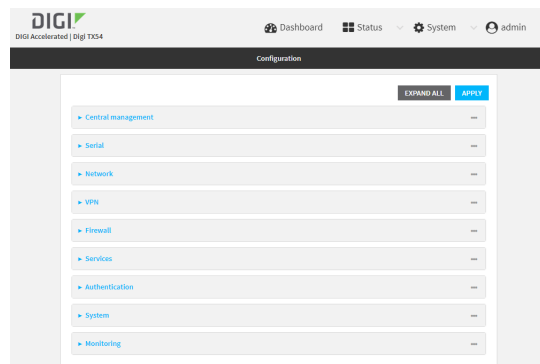 DIGI
DIGI Accelerated | Digi TX54
Dashboard Status System admin
Configuration
EXPAND ALL APPLY
Central management
Serial
Network
VPN
Firewall
Services
Authentication
System
Monitoring